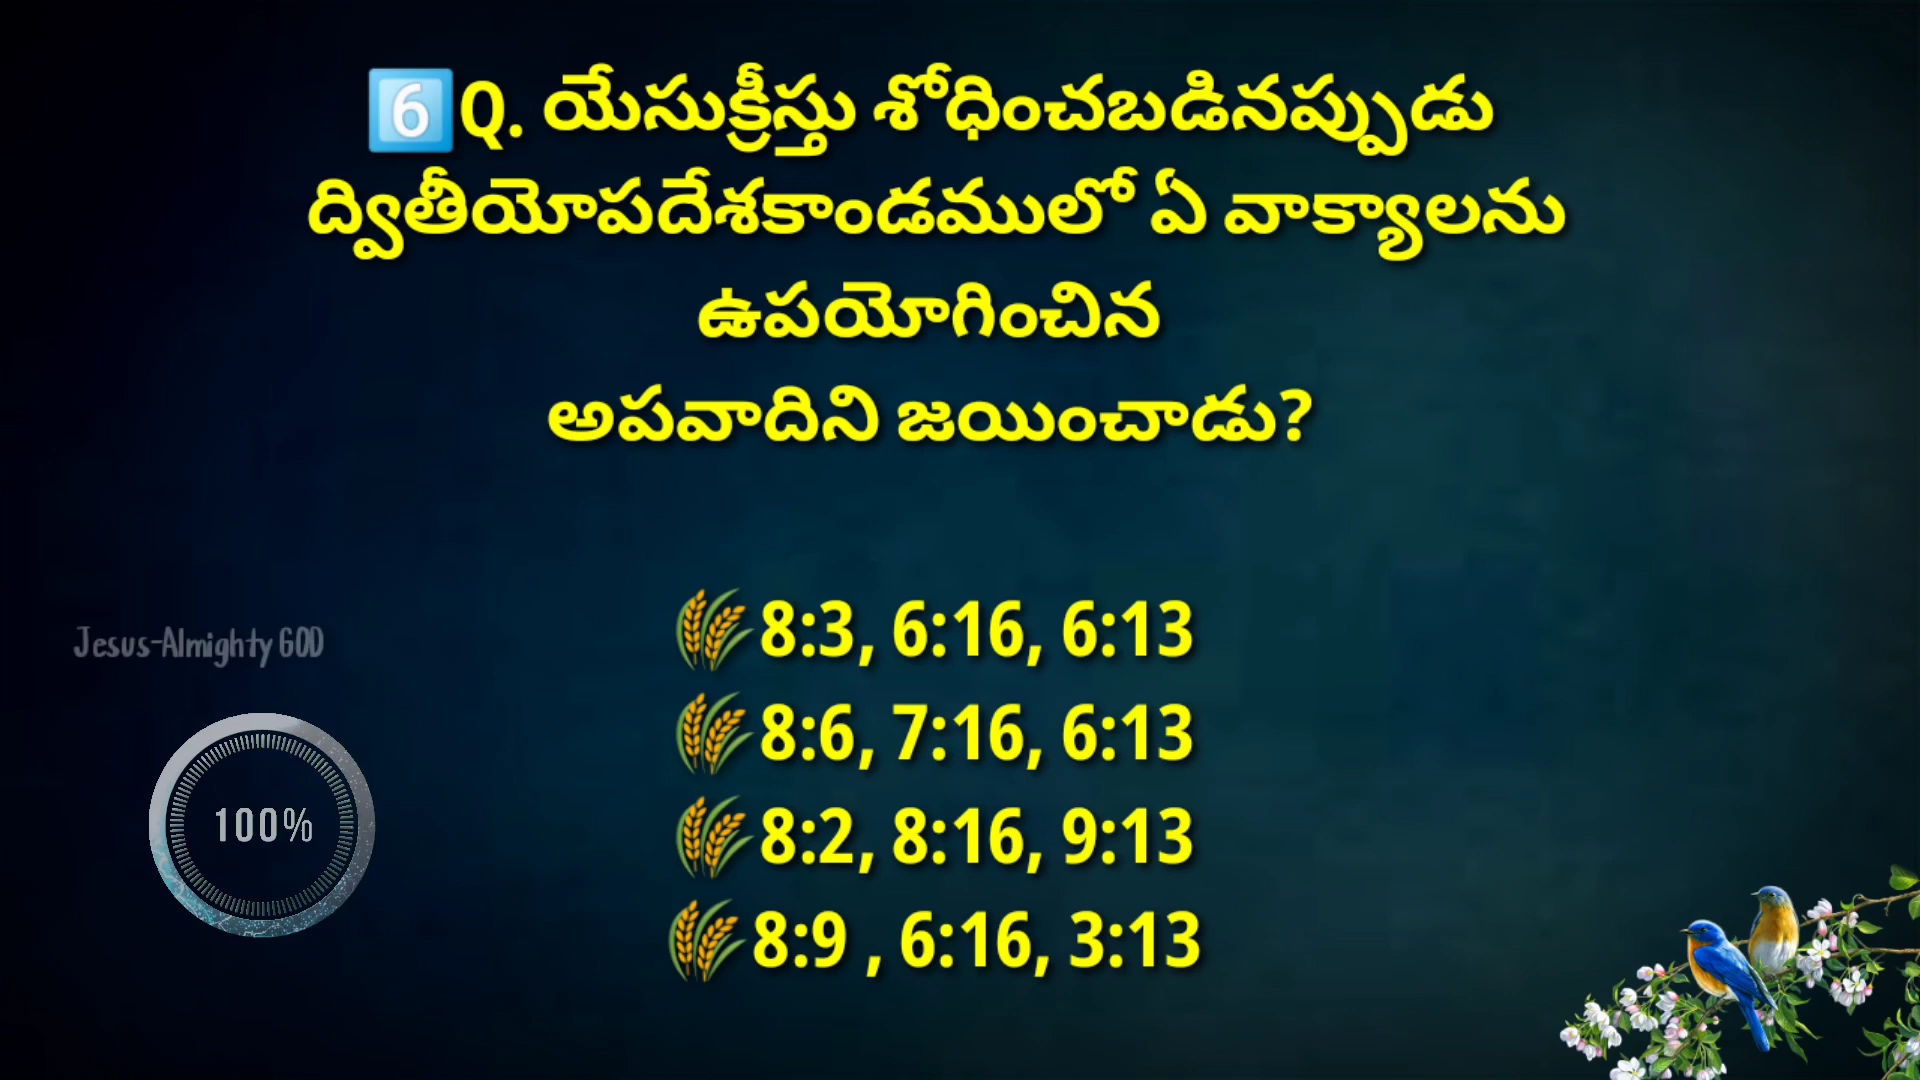 6️⃣Q. యేసుక్రీస్తు శోధించబడినప్పుడు
ద్వితీయోపదేశకాండములో ఏ వాక్యాలను
ఉపయోగించిన
అపవాదిని జయించాడు?
8:3, 6:16, 6:13
8:6, 7:16, 6:13
8:2, 8:16, 9:13
8:9 , 6:16, 3:13
Jesus-Almighty GOD
100%